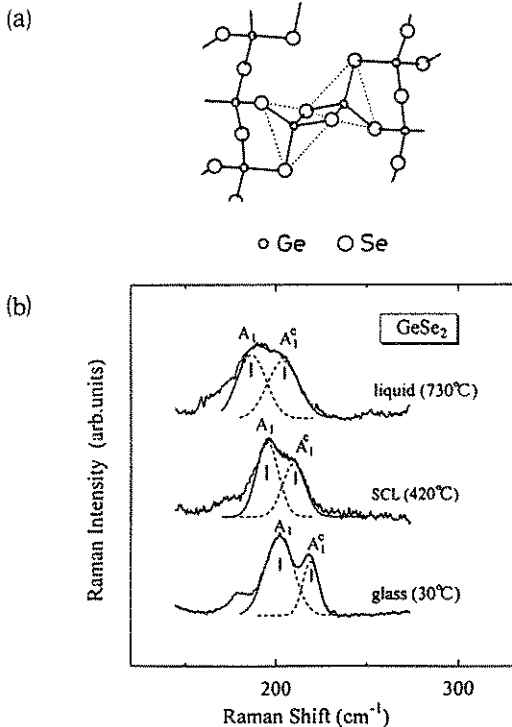 (a)
Ge Se
(b)
GeSe₂
A₁ A₁ᶜ
liquid (730℃)
A₁ A₁ᶜ
SCL (420℃)
A₁ A₁ᶜ
glass (30℃)
Raman Intensity (arb.units)
200 300
Raman Shift (cm⁻¹)